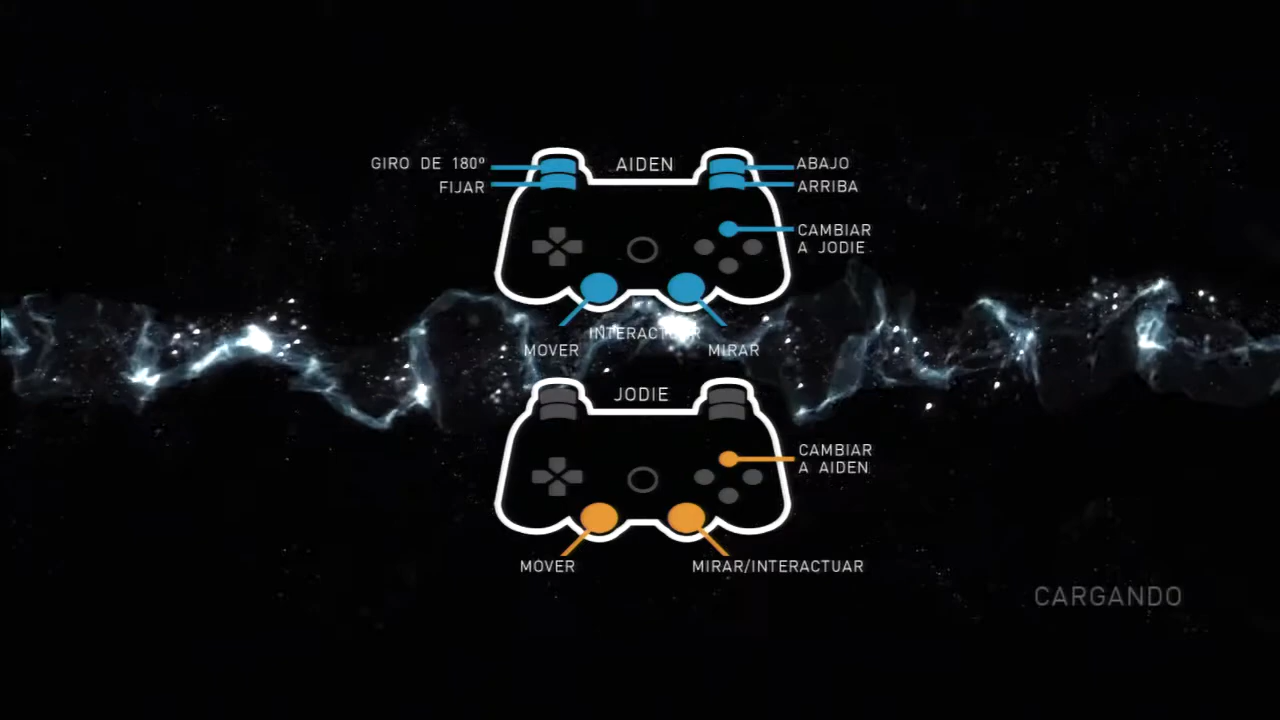 GIRO DE 180º
AIDEN
ABAJO
FIJAR
ARRIBA
CAMBIAR
A JODIE
INTERACTUAR
MOVER
MIRAR
JODIE
CAMBIAR
A AIDEN
MOVER
MIRAR/INTERACTUAR
CARGANDO